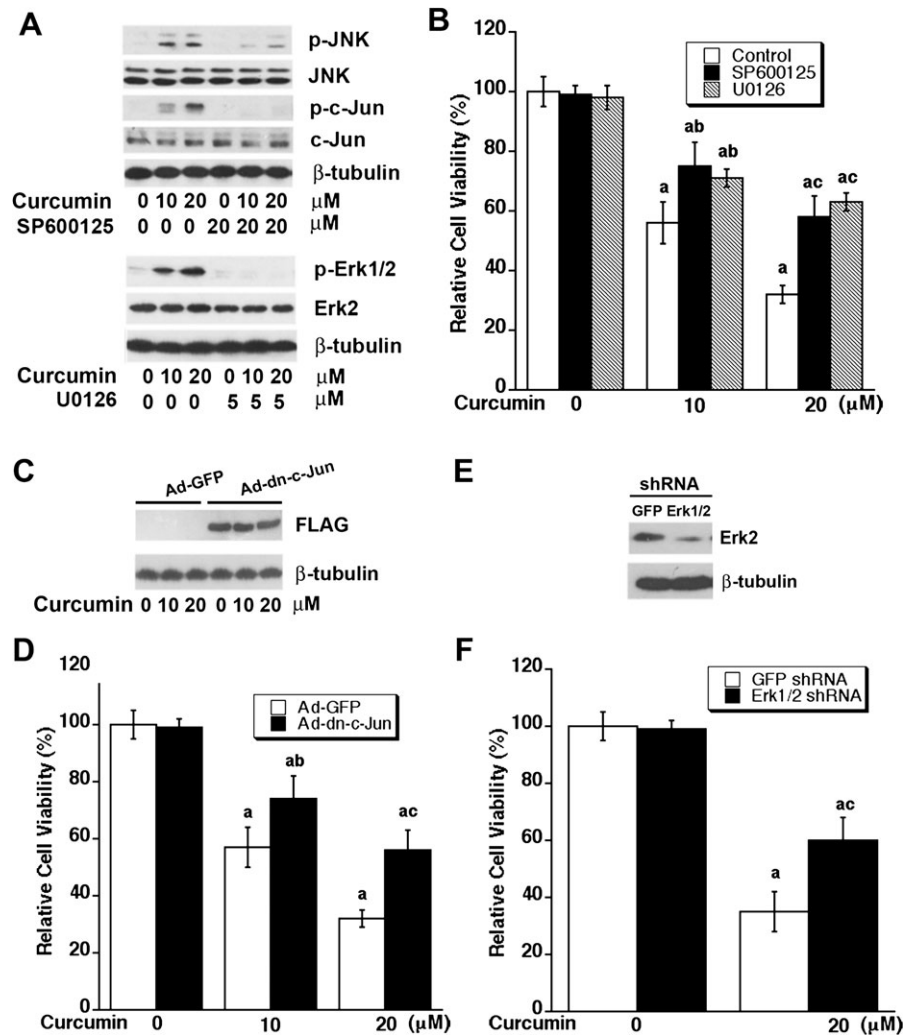 A
p-JNK
JNK
p-c-Jun
c-Jun
β-tubulin
Curcumin 0 10 20 0 10 20 μM
SP600125 0 0 0 20 20 20 μM
p-Erk1/2
Erk2
β-tubulin
Curcumin 0 10 20 0 10 20 μM
U0126 0 0 0 5 5 5 μM
B
Relative Cell Viability (%)
120
100
80
60
40
20
0
Control
SP600125
U0126
a ab ab a ac ac
Curcumin 0 10 20 (μM)
C
Ad-GFP Ad-dn-c-Jun
FLAG
β-tubulin
Curcumin 0 10 20 0 10 20 μM
E
shRNA
GFP Erk1/2
Erk2
β-tubulin
D
Relative Cell Viability (%)
120
100
80
60
40
20
0
Ad-GFP
Ad-dn-c-Jun
a ab a ac
Curcumin 0 10 20 (μM)
F
Relative Cell Viability (%)
120
100
80
60
40
20
0
GFP shRNA
Erk1/2 shRNA
a ac
Curcumin 0 20 (μM)